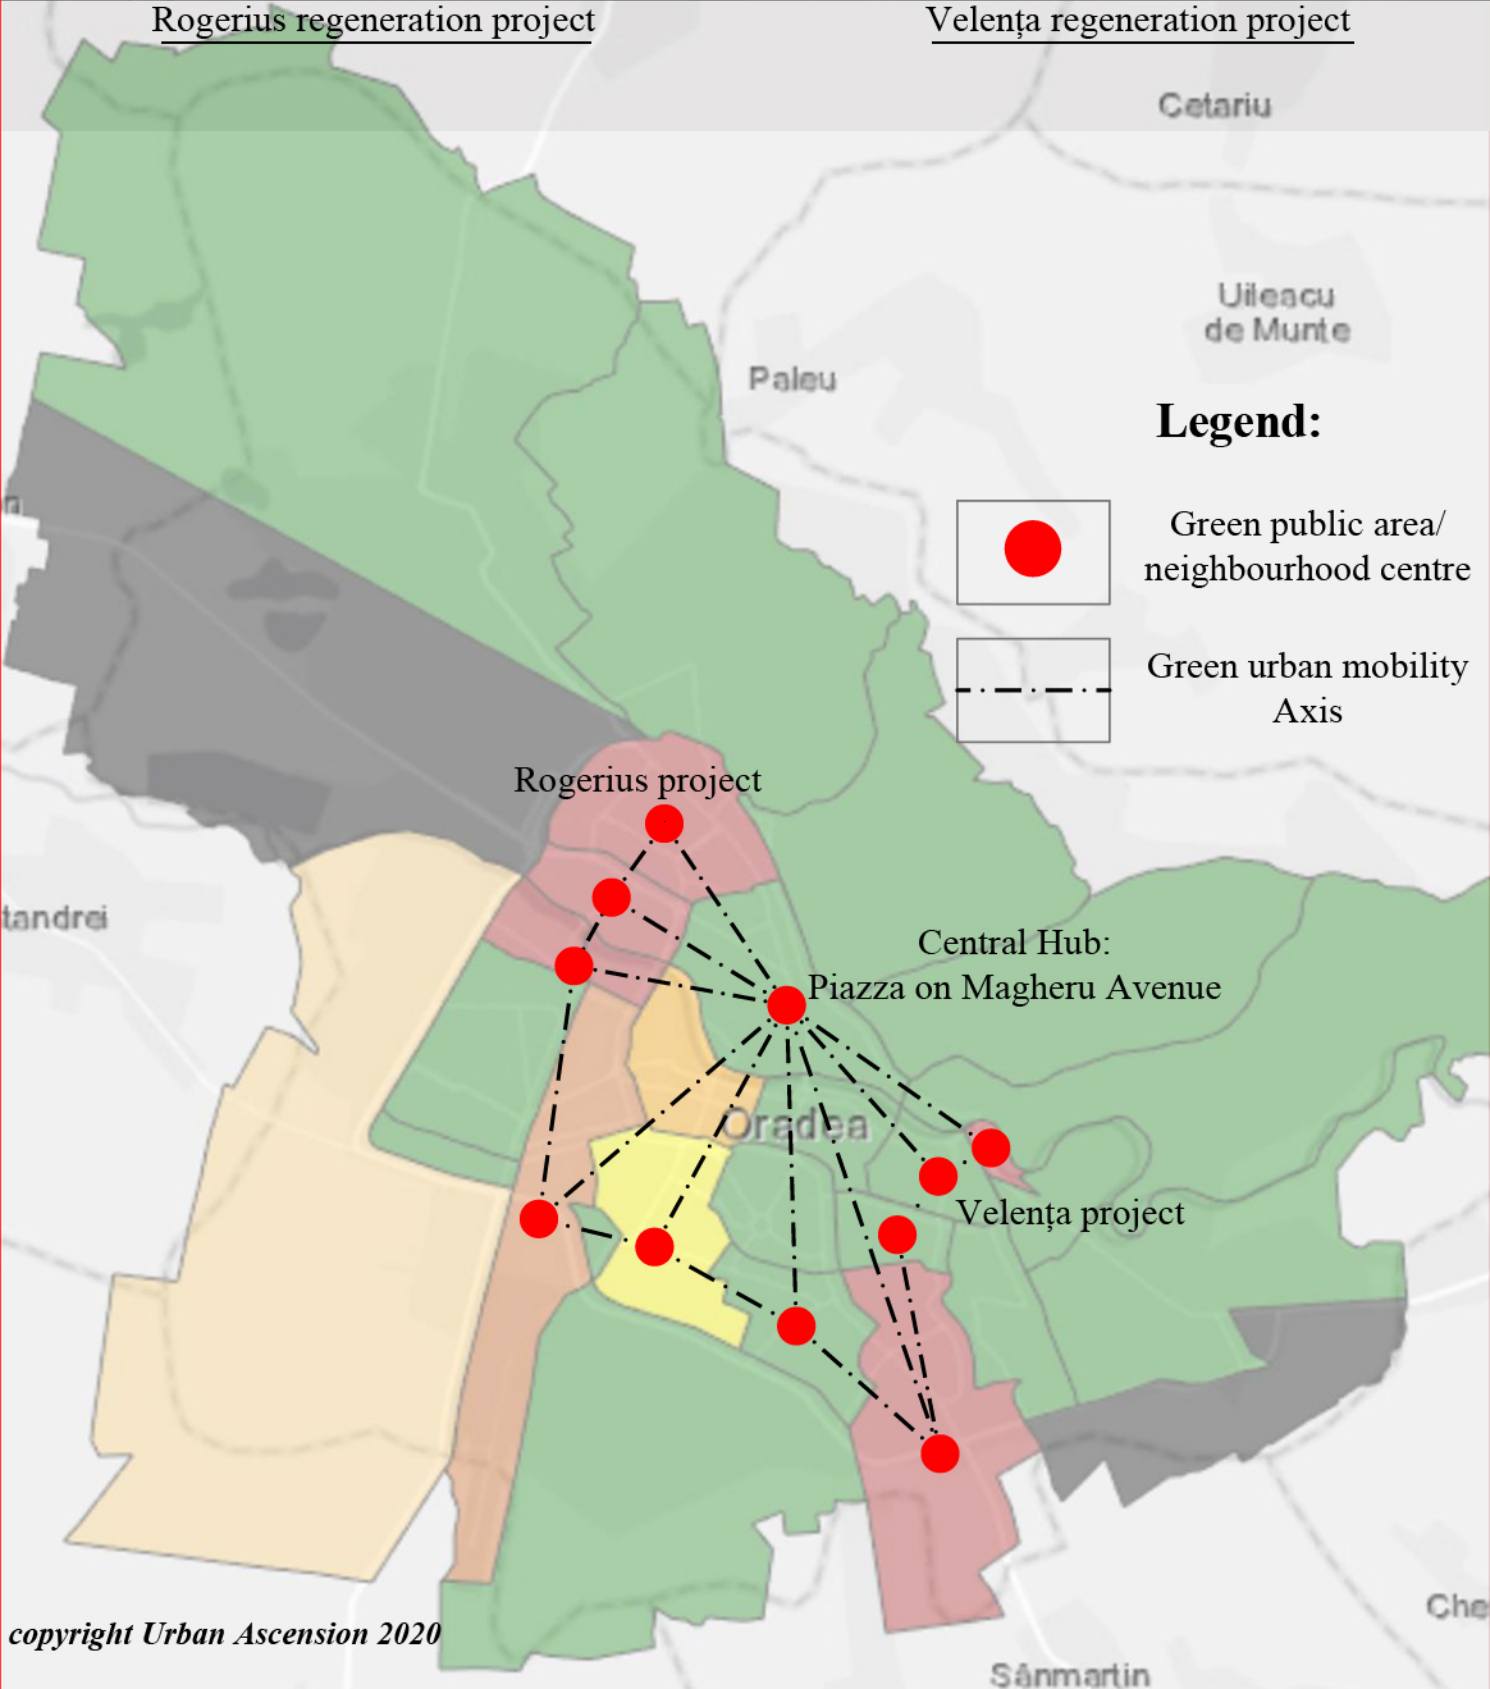 Rogerius regeneration project
Velența regeneration project
Cetariu
Uileacu
de Munte
Paleu
Legend:
Green public area/
neighbourhood centre
Green urban mobility
Axis
Rogerius project
tandrei
Central Hub:
Piazza on Magheru Avenue
Oradea
Velența project
Che
copyright Urban Ascension 2020
Sânmartin